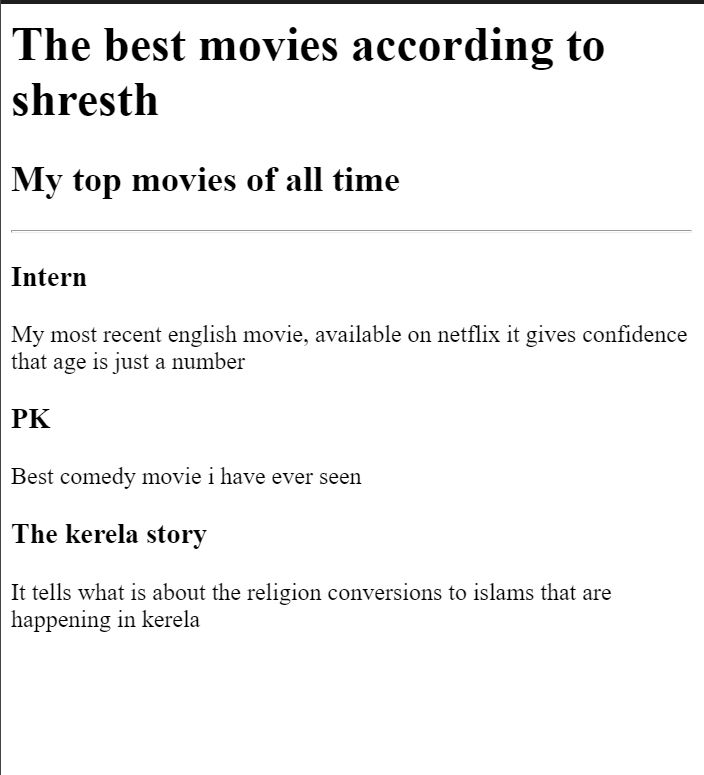 The best movies according to
shresth
My top movies of all time
Intern
My most recent english movie, available on netflix it gives confidence
that age is just a number
PK
Best comedy movie i have ever seen
The kerela story
It tells what is about the religion conversions to islams that are
happening in kerela